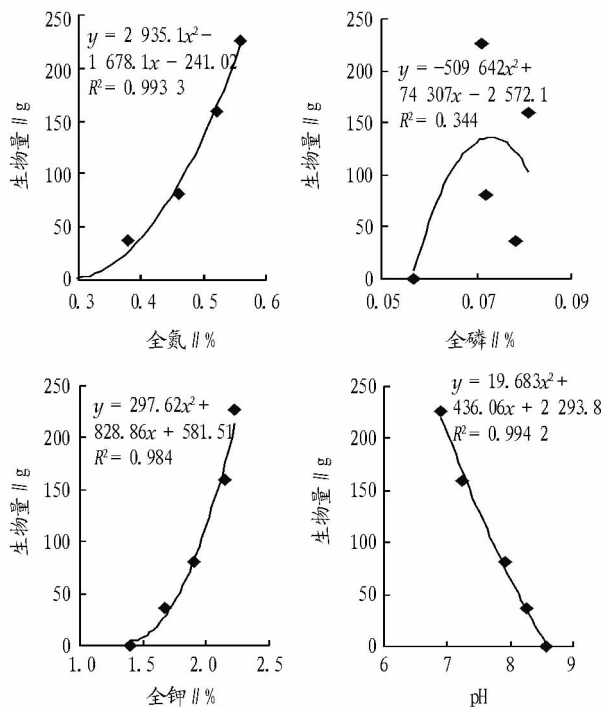 y = 2 935.1x²−
1 678.1x − 241.02
R² = 0.993 3
生物量∥g
250
200
150
100
50
0
0.3 0.4 0.5 0.6
全氮∥%
y = −509 642x²+
74 307x − 2 572.1
R² = 0.344
生物量∥g
250
200
150
100
50
0
0.05 0.07 0.09
全磷∥%
y = 297.62x²+
828.86x + 581.51
R² = 0.984
生物量∥g
250
200
150
100
50
0
1.0 1.5 2.0 2.5
全钾∥%
y = 19.683x²+
436.06x + 2 293.8
R² = 0.994 2
生物量∥g
250
200
150
100
50
0
6 7 8 9
pH